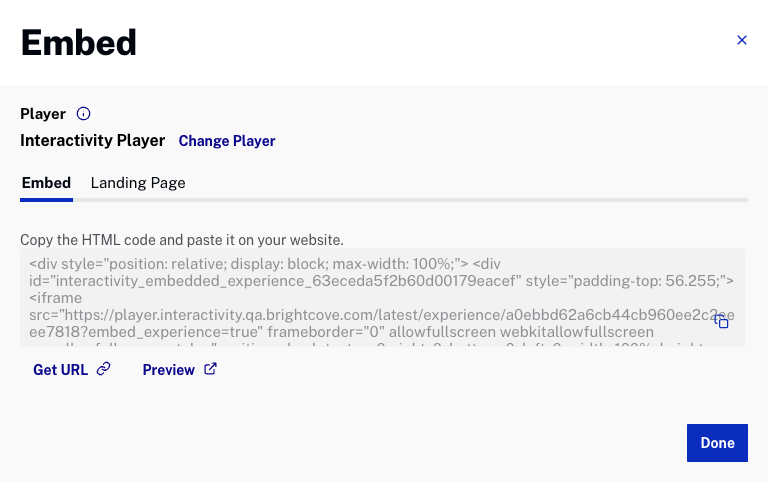 Embed
Player
Interactivity Player Change Player
Embed Landing Page
Copy the HTML code and paste it on your website.
<div style="position: relative; display: block; max-width: 100%;"> <div
id="interactivity_embedded_experience_63eceda5f2b60d00179eacef" style="padding-top: 56.255;">
<iframe
src="https://player.interactivity.qa.brightcove.com/latest/experience/a0ebbd62a6cb44cb960ee2c2ee
ee7818?embed_experience=true" frameborder="0" allowfullscreen webkitallowfullscreen
Get URL Preview
Done